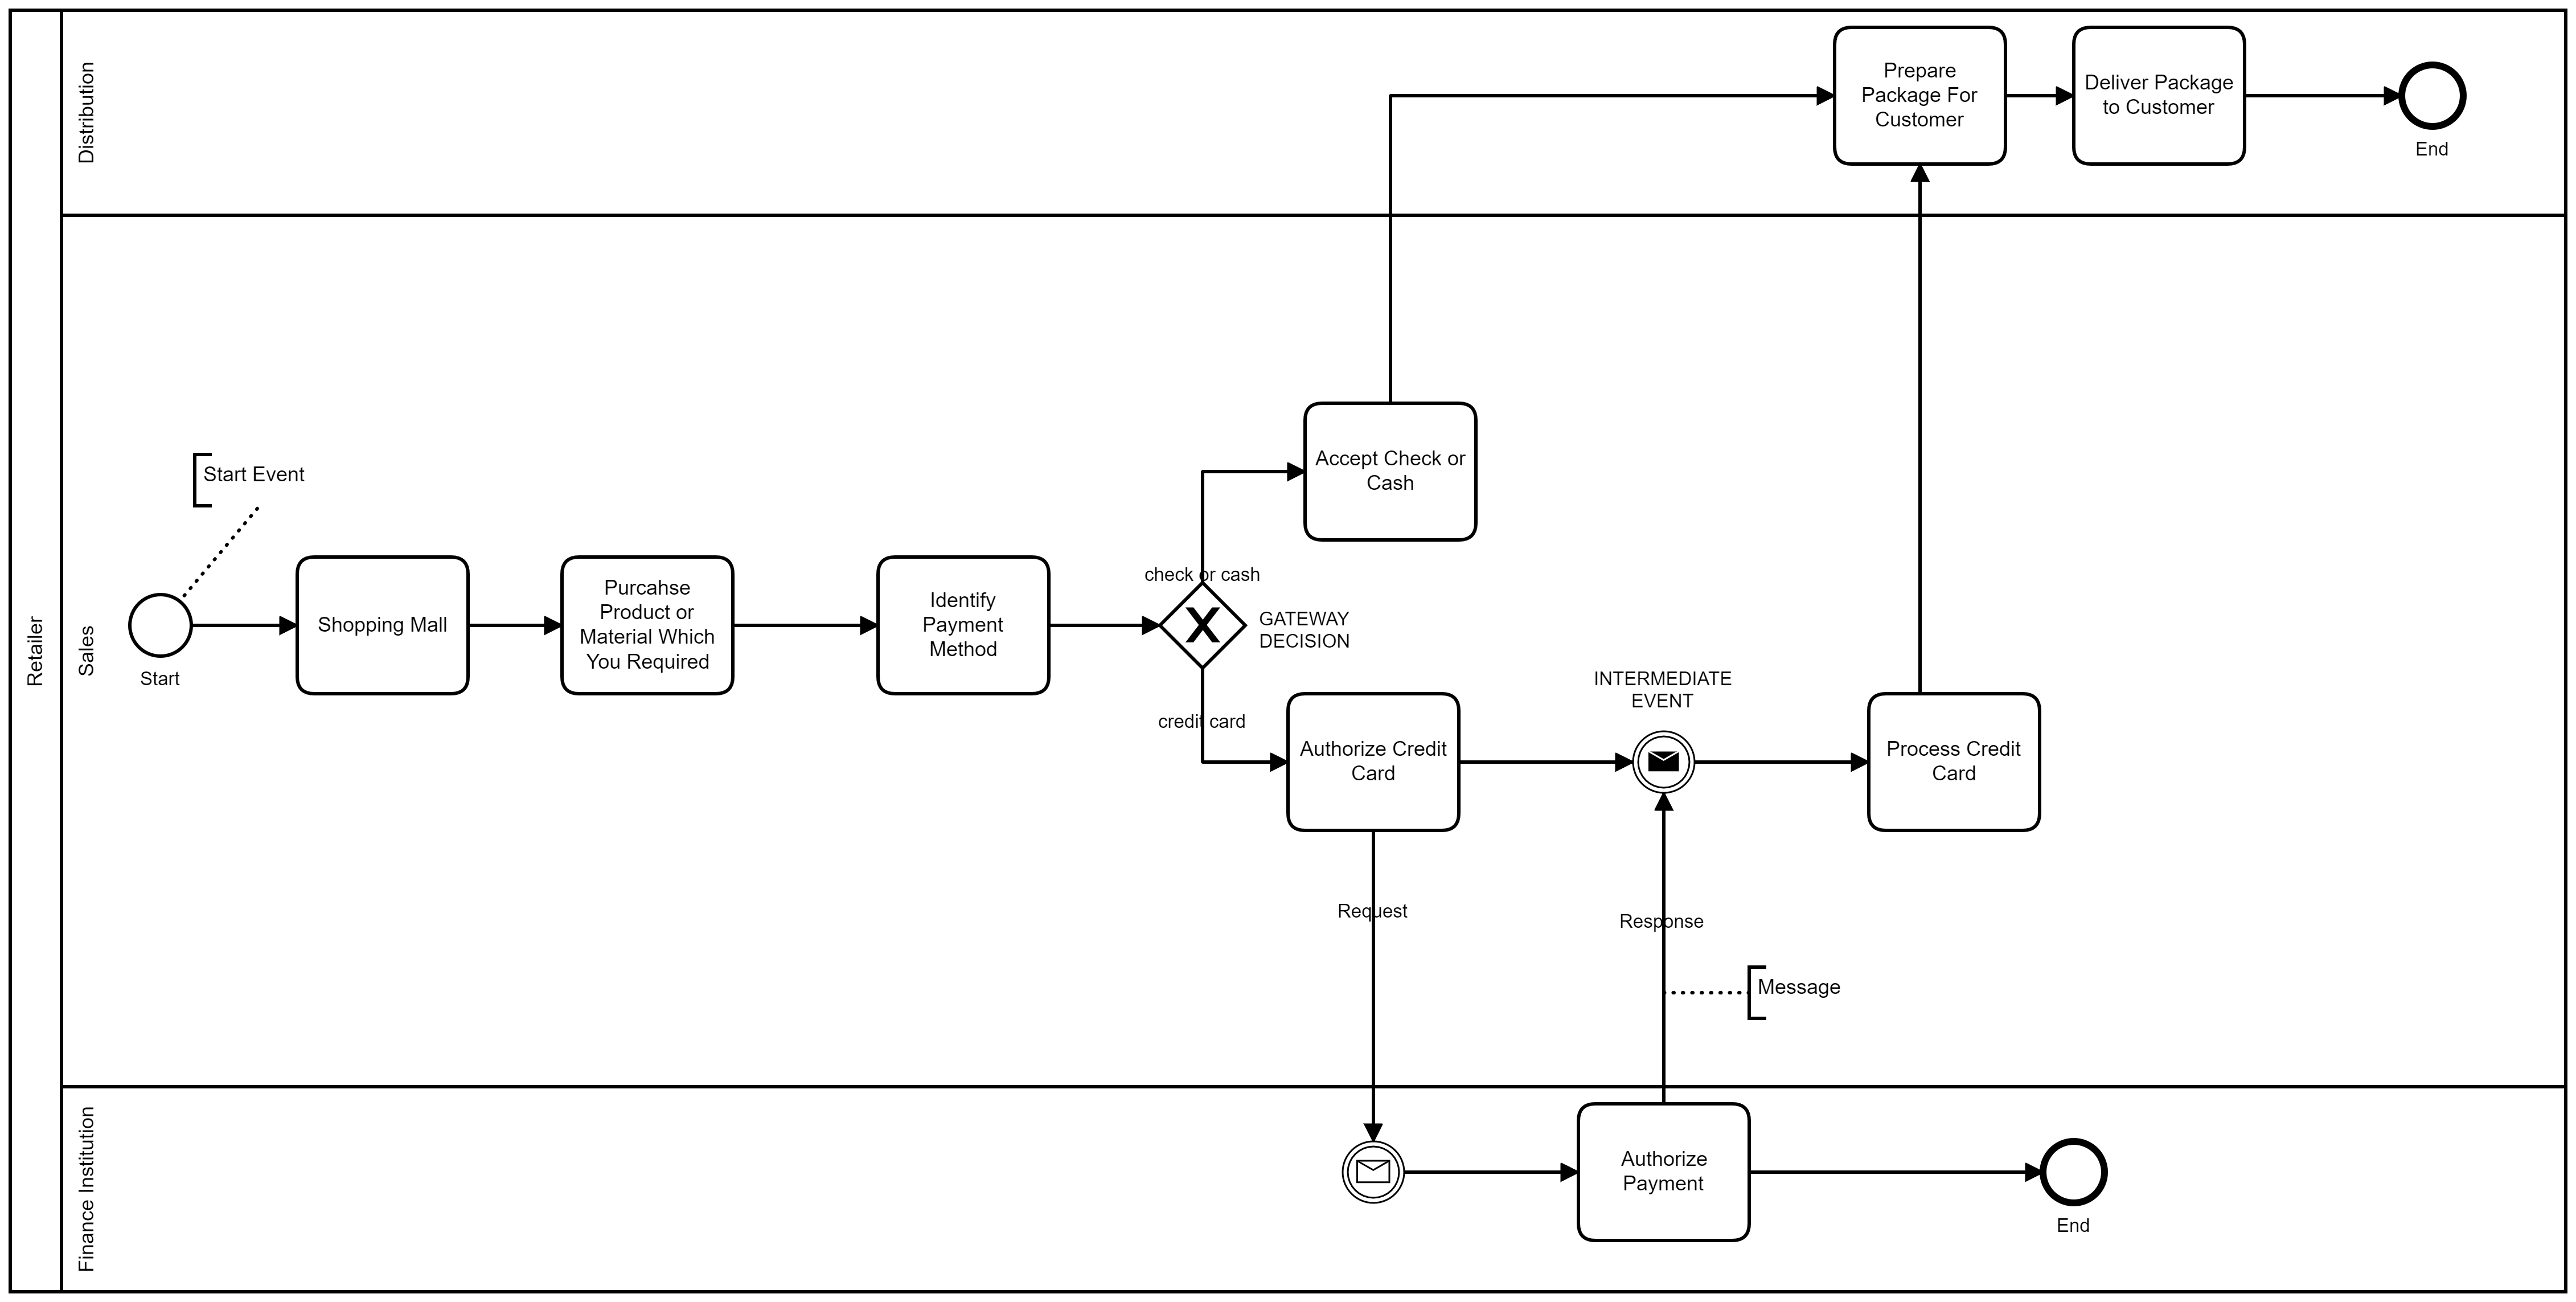 Retailer
Distribution
Prepare
Package For
Customer
Deliver Package
to Customer
End
Sales
Start Event
Start
Shopping Mall
Purcahse
Product or
Material Which
You Required
Identify
Payment
Method
check or cash
GATEWAY
DECISION
credit card
Accept Check or
Cash
Authorize Credit
Card
INTERMEDIATE
EVENT
Process Credit
Card
Request
Response
Message
Finance Institution
Authorize
Payment
End